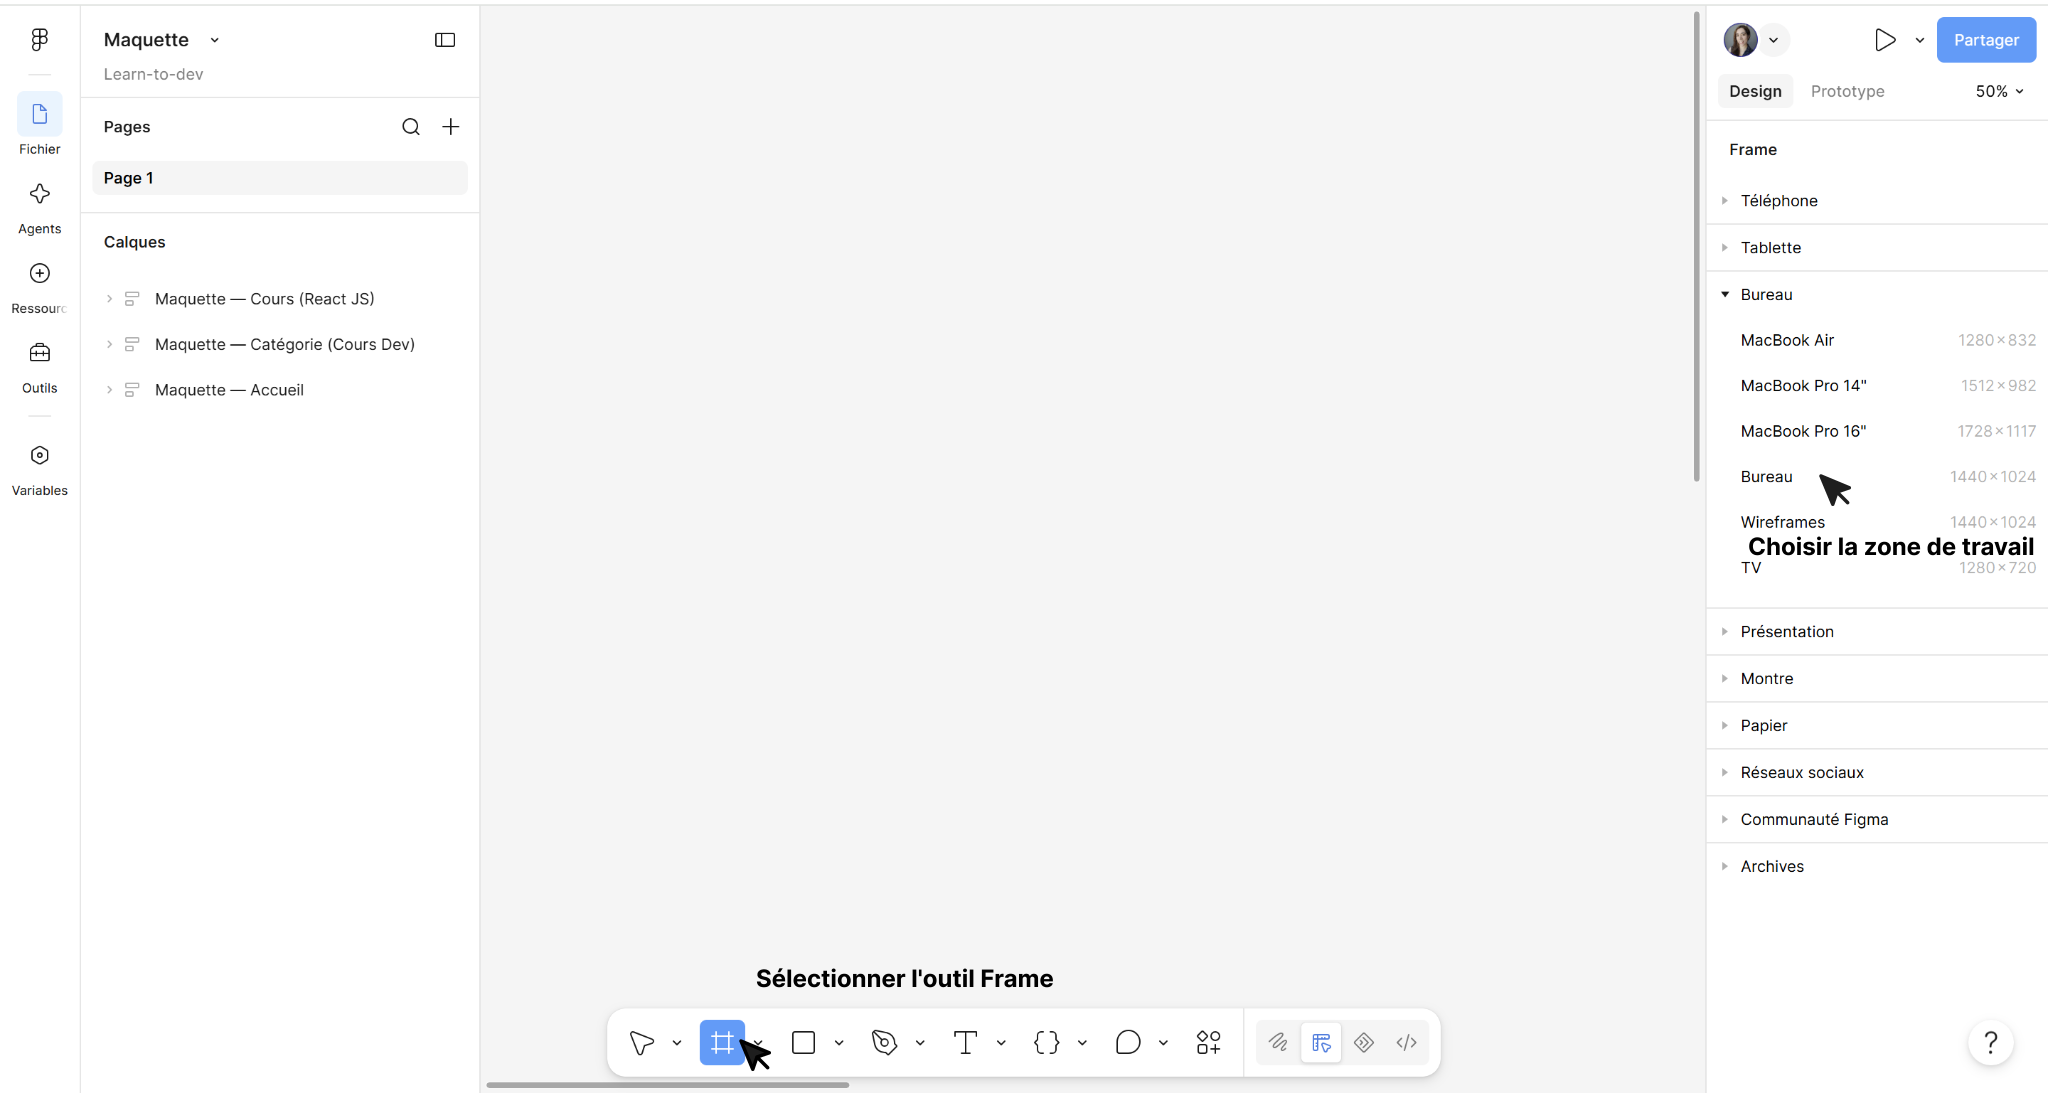 Maquette
Learn-to-dev
Pages
Page 1
Calques
Maquette — Cours (React JS)
Maquette — Catégorie (Cours Dev)
Maquette — Accueil
Fichier
Agents
Ressourc
Outils
Variables
Sélectionner l'outil Frame
Partager
Design Prototype 50%
Frame
Téléphone
Tablette
Bureau
MacBook Air 1280×832
MacBook Pro 14" 1512×982
MacBook Pro 16" 1728×1117
Bureau 1440×1024
Wireframes 1440×1024
Choisir la zone de travail
TV 1280×720
Présentation
Montre
Papier
Réseaux sociaux
Communauté Figma
Archives
?